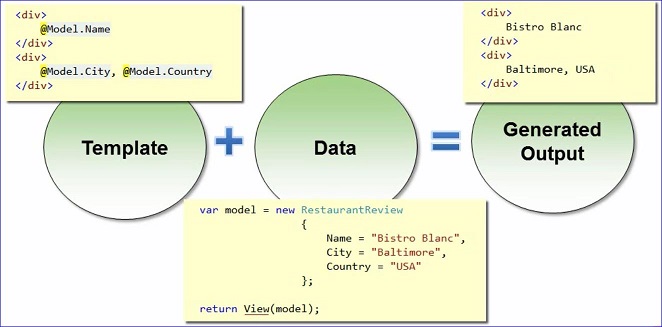 <div>
@Model.Name
</div>
<div>
@Model.City, @Model.Country
</div>
<div>
Bistro Blanc
</div>
<div>
Baltimore, USA
</div>
Template
+
Data
=
Generated
Output
var model = new RestaurantReview
{
Name = "Bistro Blanc",
City = "Baltimore",
Country = "USA"
};
return View(model);